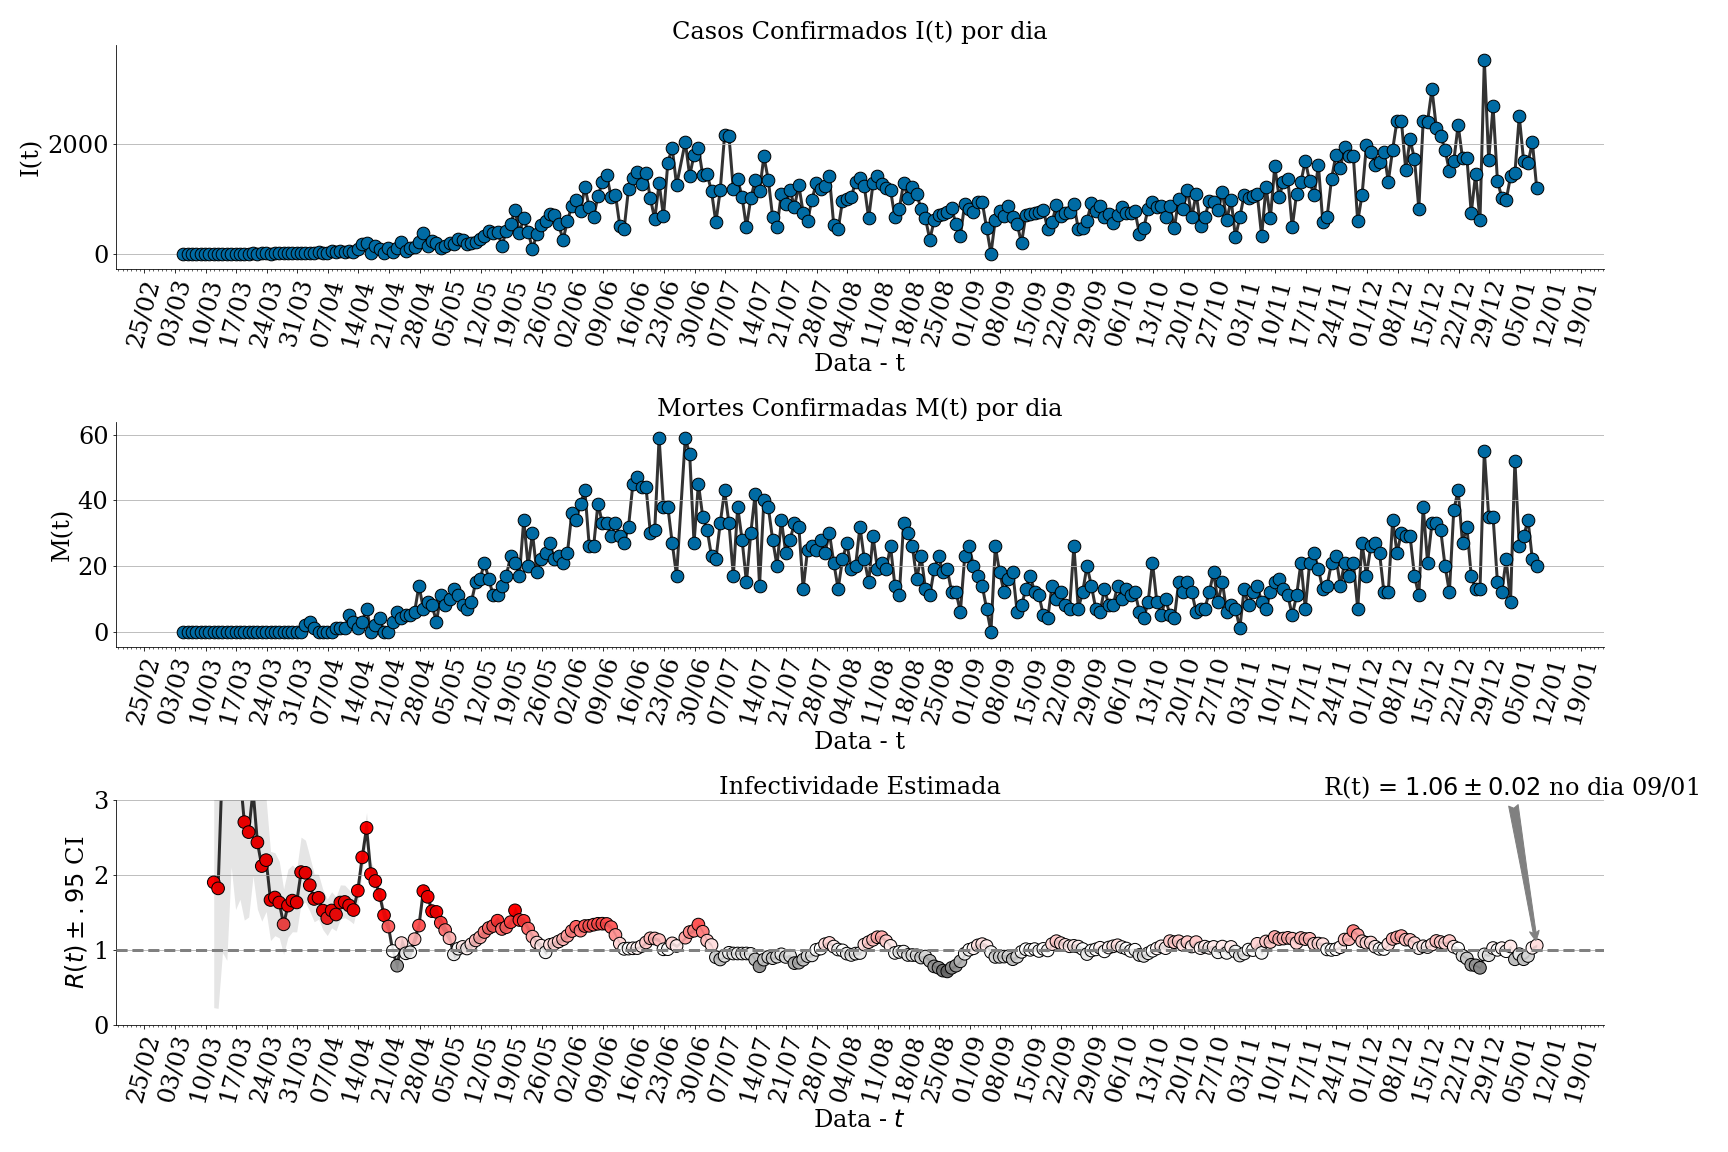 Casos Confirmados I(t) por dia
I(t)
2000
0
25/02 03/03 10/03 17/03 24/03 31/03 07/04 14/04 21/04 28/04 05/05 12/05 19/05 26/05 02/06 09/06 16/06 23/06 30/06 07/07 14/07 21/07 28/07 04/08 11/08 18/08 25/08 01/09 08/09 15/09 22/09 29/09 06/10 13/10 20/10 27/10 03/11 10/11 17/11 24/11 01/12 08/12 15/12 22/12 29/12 05/01 12/01 19/01
Data - t
Mortes Confirmadas M(t) por dia
M(t)
60
40
20
0
25/02 03/03 10/03 17/03 24/03 31/03 07/04 14/04 21/04 28/04 05/05 12/05 19/05 26/05 02/06 09/06 16/06 23/06 30/06 07/07 14/07 21/07 28/07 04/08 11/08 18/08 25/08 01/09 08/09 15/09 22/09 29/09 06/10 13/10 20/10 27/10 03/11 10/11 17/11 24/11 01/12 08/12 15/12 22/12 29/12 05/01 12/01 19/01
Data - t
Infectividade Estimada
R(t) = 1.06 ± 0.02 no dia 09/01
R(t) ± .95 CI
3
2
1
0
25/02 03/03 10/03 17/03 24/03 31/03 07/04 14/04 21/04 28/04 05/05 12/05 19/05 26/05 02/06 09/06 16/06 23/06 30/06 07/07 14/07 21/07 28/07 04/08 11/08 18/08 25/08 01/09 08/09 15/09 22/09 29/09 06/10 13/10 20/10 27/10 03/11 10/11 17/11 24/11 01/12 08/12 15/12 22/12 29/12 05/01 12/01 19/01
Data - t